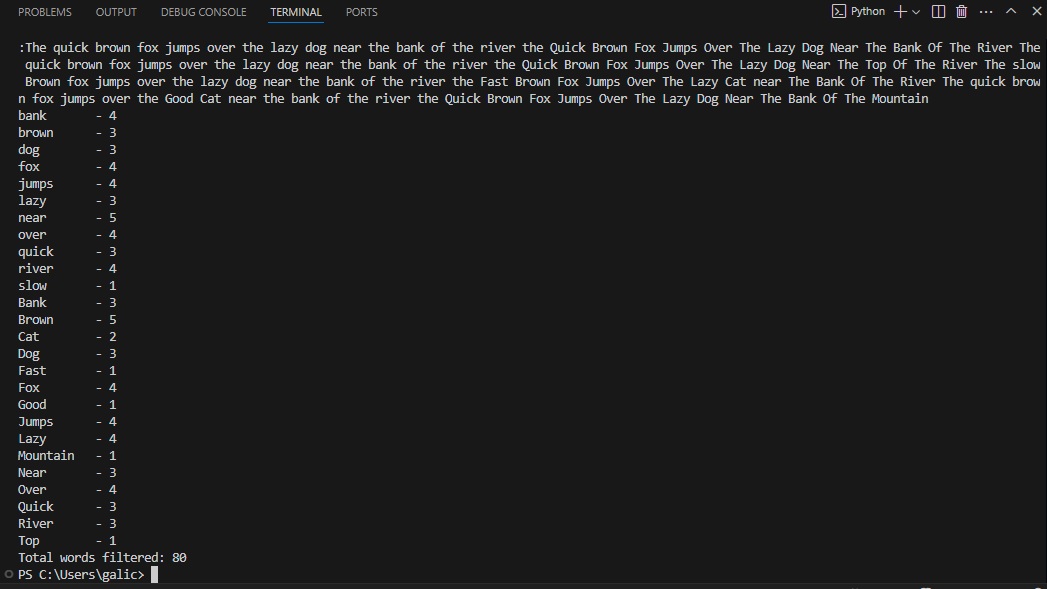 PROBLEMS OUTPUT DEBUG CONSOLE TERMINAL PORTS Python
:The quick brown fox jumps over the lazy dog near the bank of the river the Quick Brown Fox Jumps Over The Lazy Dog Near The Bank Of The River The
quick brown fox jumps over the lazy dog near the bank of the river the Quick Brown Fox Jumps Over The Lazy Dog Near The Top Of The River The slow
Brown fox jumps over the lazy dog near the bank of the river the Fast Brown Fox Jumps Over The Lazy Cat near The Bank Of The River The quick brow
n fox jumps over the Good Cat near the bank of the river the Quick Brown Fox Jumps Over The Lazy Dog Near The Bank Of The Mountain
bank - 4
brown - 3
dog - 3
fox - 4
jumps - 4
lazy - 3
near - 5
over - 4
quick - 3
river - 4
slow - 1
Bank - 3
Brown - 5
Cat - 2
Dog - 3
Fast - 1
Fox - 4
Good - 1
Jumps - 4
Lazy - 4
Mountain - 1
Near - 3
Over - 4
Quick - 3
River - 3
Top - 1
Total words filtered: 80
PS C:\Users\galic>